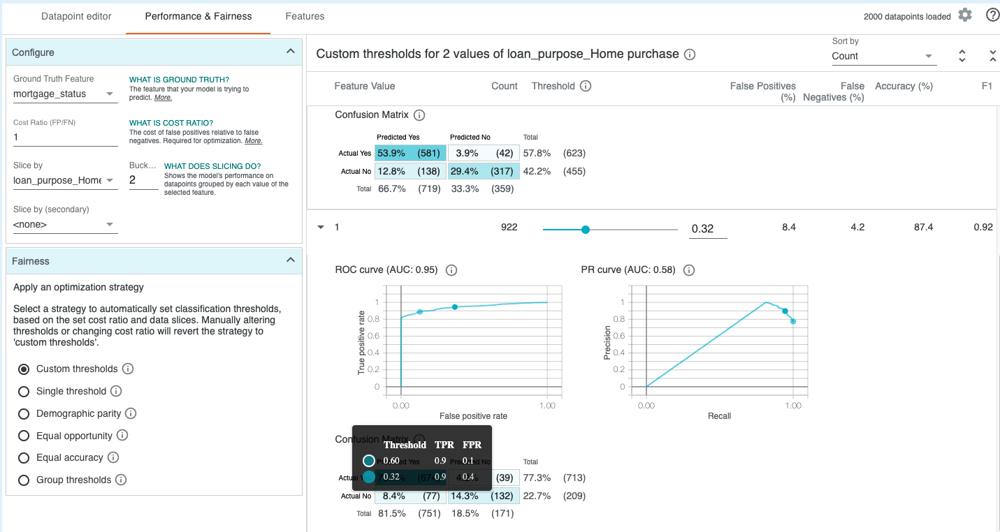 Datapoint editor
Performance & Fairness
Features
2000 datapoints loaded
Configure
Ground Truth Feature
mortgage_status
WHAT IS GROUND TRUTH?
The feature that your model is trying to
predict. More.
Cost Ratio (FP/FN)
1
WHAT IS COST RATIO?
The cost of false positives relative to false
negatives. Required for optimization. More.
Slice by
loan_purpose_Home
Buck...
2
WHAT DOES SLICING DO?
Shows the model's performance on
datapoints grouped by each value of the
selected feature.
Slice by (secondary)
<none>
Fairness
Apply an optimization strategy
Select a strategy to automatically set classification thresholds,
based on the set cost ratio and data slices. Manually altering
thresholds or changing cost ratio will revert the strategy to
'custom thresholds'.
Custom thresholds
Single threshold
Demographic parity
Equal opportunity
Equal accuracy
Group thresholds
Custom thresholds for 2 values of loan_purpose_Home purchase
Sort by
Count
Feature Value Count Threshold False Positives (%) False Negatives (%) Accuracy (%) F1
Confusion Matrix
Predicted Yes Predicted No Total
Actual Yes 53.9% (581) 3.9% (42) 57.8% (623)
Actual No 12.8% (138) 29.4% (317) 42.2% (455)
Total 66.7% (719) 33.3% (359)
1 922 0.32 8.4 4.2 87.4 0.92
ROC curve (AUC: 0.95)
True positive rate
1
0.8
0.6
0.4
0.2
0
0.00 1.00
False positive rate
PR curve (AUC: 0.58)
Precision
1
0.8
0.6
0.4
0.2
0
0.00 1.00
Recall
Confusion Matrix
Threshold TPR FPR
0.60 0.9 0.1
0.32 0.9 0.4
Total
Actual (39) 77.3% (713)
Actual No 8.4% (77) 14.3% (132) 22.7% (209)
Total 81.5% (751) 18.5% (171)